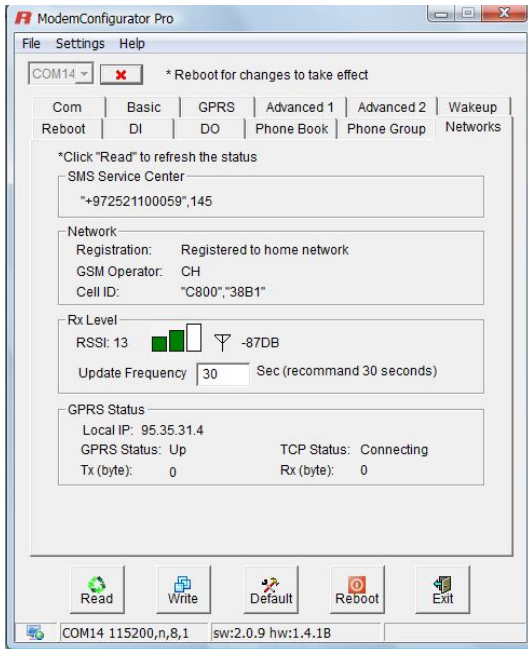 ModemConfigurator Pro
File Settings Help
COM14 * Reboot for changes to take effect
Com Basic GPRS Advanced 1 Advanced 2 Wakeup
Reboot DI DO Phone Book Phone Group Networks
*Click "Read" to refresh the status
SMS Service Center
"+972521100059",145
Network
Registration: Registered to home network
GSM Operator: CH
Cell ID: "C800","38B1"
Rx Level
RSSI: 13 -87DB
Update Frequency 30 Sec (recommand 30 seconds)
GPRS Status
Local IP: 95.35.31.4
GPRS Status: Up TCP Status: Connecting
Tx (byte): 0 Rx (byte): 0
Read Write Default Reboot Exit
COM14 115200,n,8,1 sw:2.0.9 hw:1.4.1B